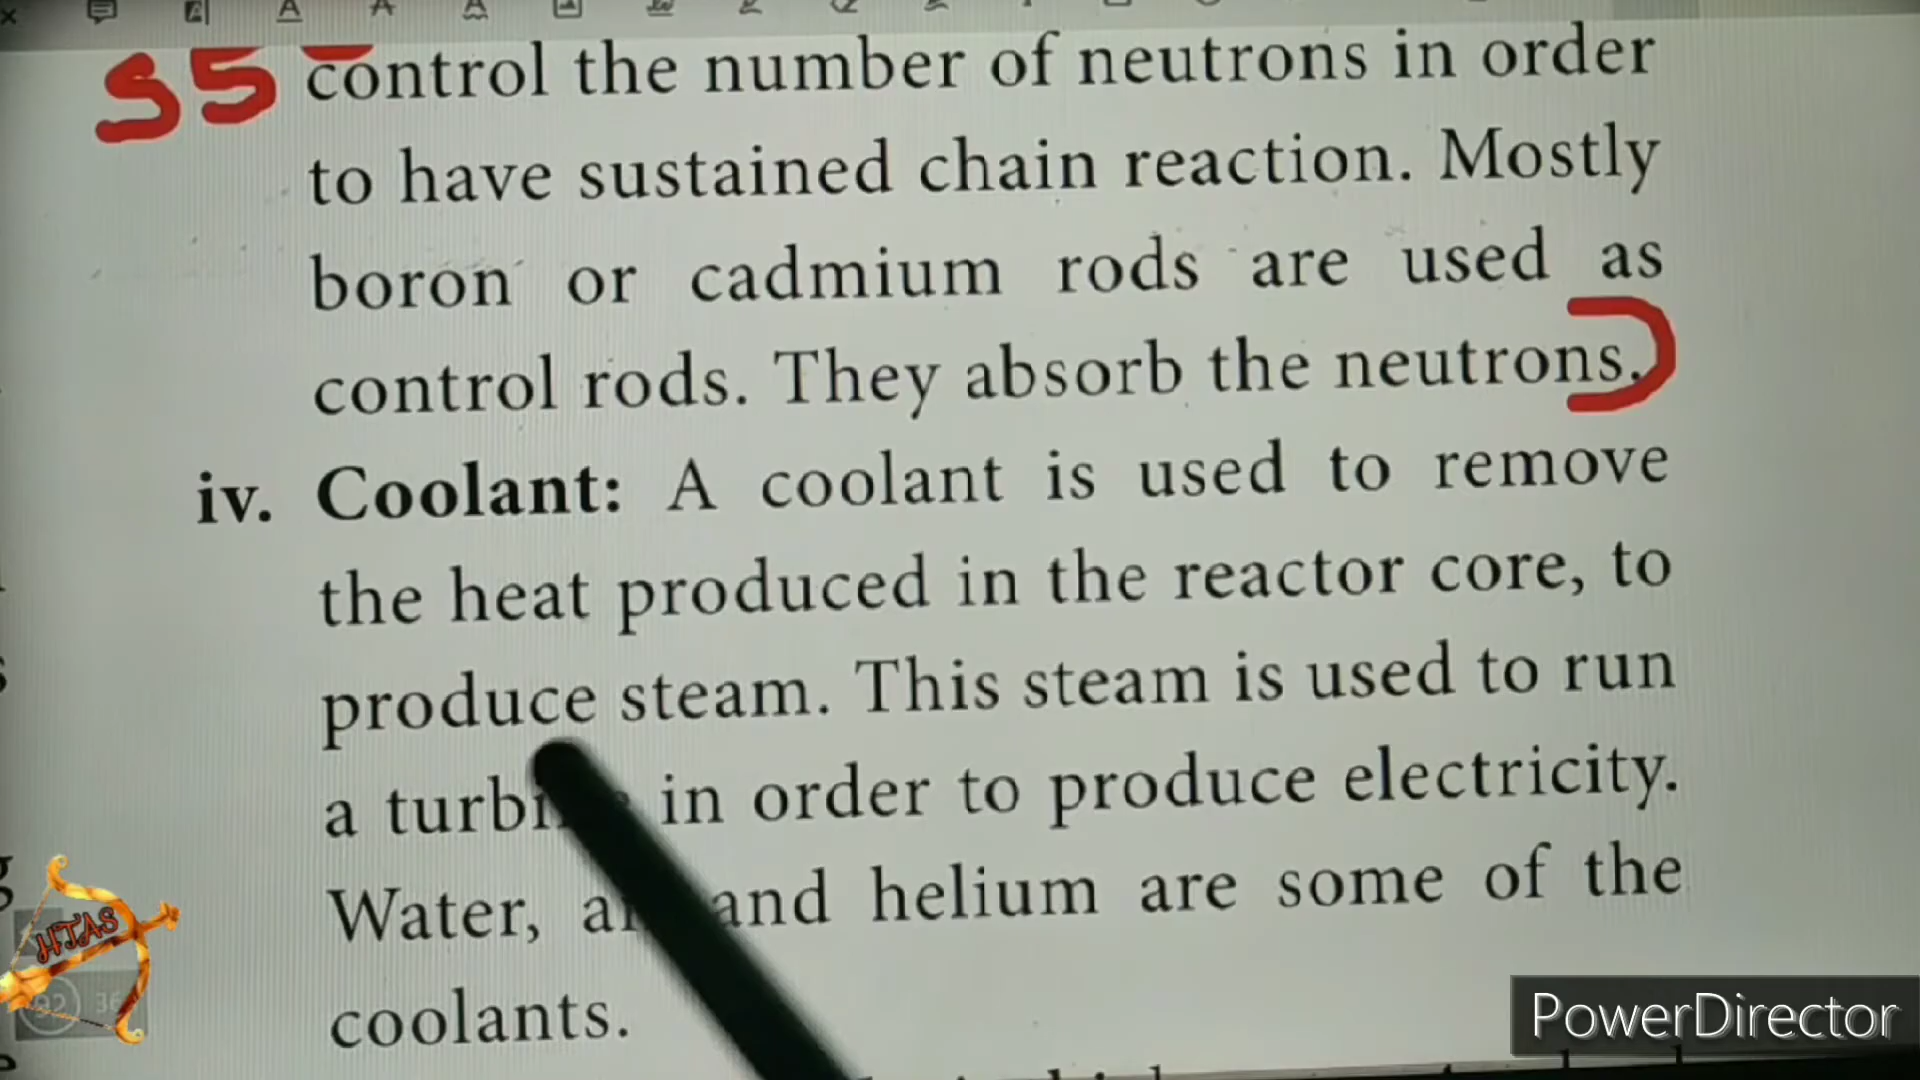 S5 control the number of neutrons in order
to have sustained chain reaction. Mostly
boron or cadmium rods are used as
control rods. They absorb the neutrons.
iv. Coolant: A coolant is used to remove
the heat produced in the reactor core, to
produce steam. This steam is used to run
a in order to produce electricity.
Water, and helium are some of the
coolants.
HTAS
92 36
PowerDirector